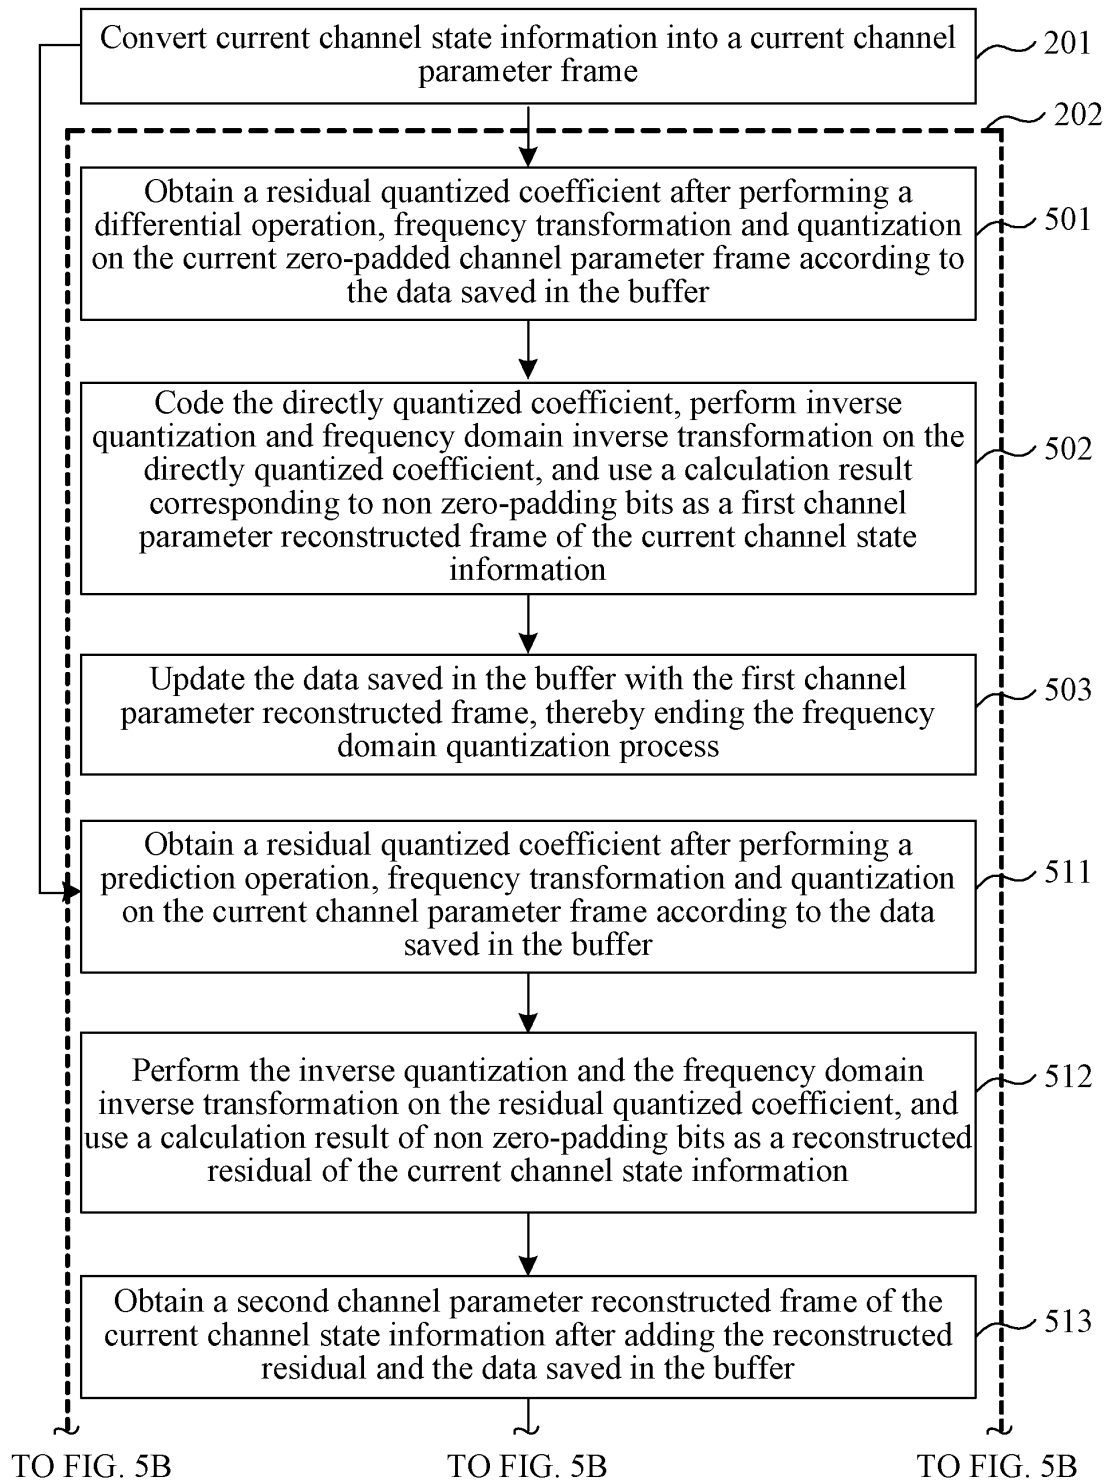 Convert current channel state information into a current channel
parameter frame
201
202
Obtain a residual quantized coefficient after performing a
differential operation, frequency transformation and quantization
on the current zero-padded channel parameter frame according to
the data saved in the buffer
501
Code the directly quantized coefficient, perform inverse
quantization and frequency domain inverse transformation on the
directly quantized coefficient, and use a calculation result
corresponding to non zero-padding bits as a first channel
parameter reconstructed frame of the current channel state
information
502
Update the data saved in the buffer with the first channel
parameter reconstructed frame, thereby ending the frequency
domain quantization process
503
Obtain a residual quantized coefficient after performing a
prediction operation, frequency transformation and quantization
on the current channel parameter frame according to the data
saved in the buffer
511
Perform the inverse quantization and the frequency domain
inverse transformation on the residual quantized coefficient, and
use a calculation result of non zero-padding bits as a reconstructed
residual of the current channel state information
512
Obtain a second channel parameter reconstructed frame of the
current channel state information after adding the reconstructed
residual and the data saved in the buffer
513
TO FIG. 5B
TO FIG. 5B
TO FIG. 5B